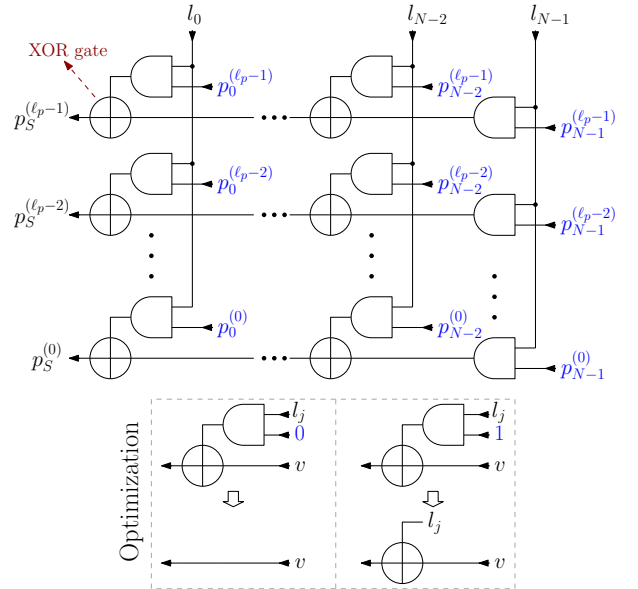 l_0 l_{N−2} l_{N−1}
XOR gate
p_0^{(ℓ_p−1)} p_{N−2}^{(ℓ_p−1)}
p_S^{(ℓ_p−1)} p_{N−1}^{(ℓ_p−1)}
p_0^{(ℓ_p−2)} p_{N−2}^{(ℓ_p−2)}
p_S^{(ℓ_p−2)} p_{N−1}^{(ℓ_p−2)}
p_0^{(0)} p_{N−2}^{(0)}
p_S^{(0)} p_{N−1}^{(0)}
Optimization
l_j l_j
0 1
v v
l_j
v v